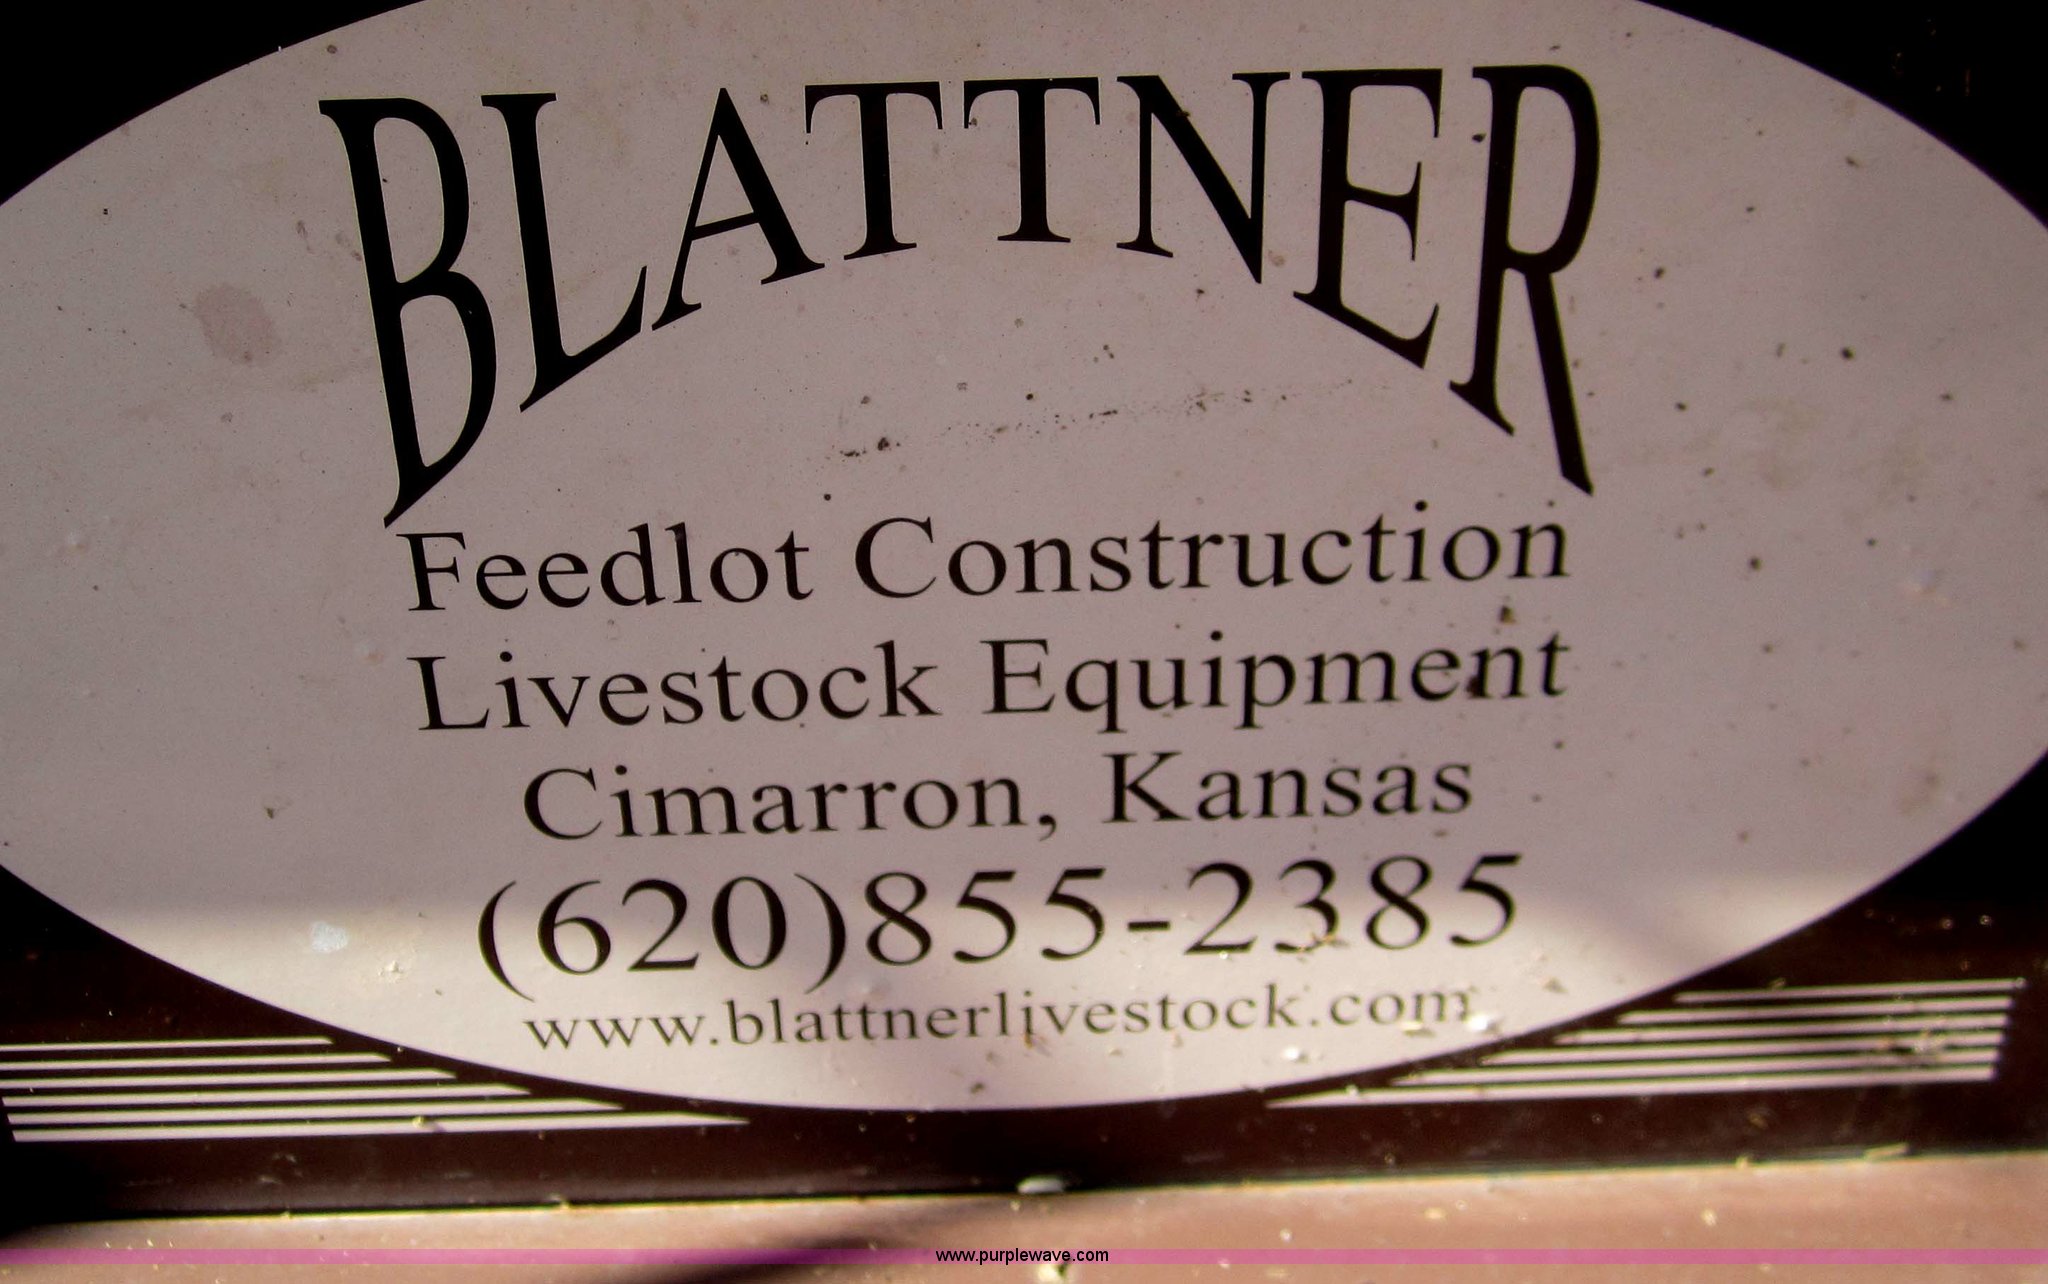 BLATTNER
Feedlot Construction
Livestock Equipment
Cimarron, Kansas
(620)855-2385
www.blattnerlivestock.com
www.purplewave.com